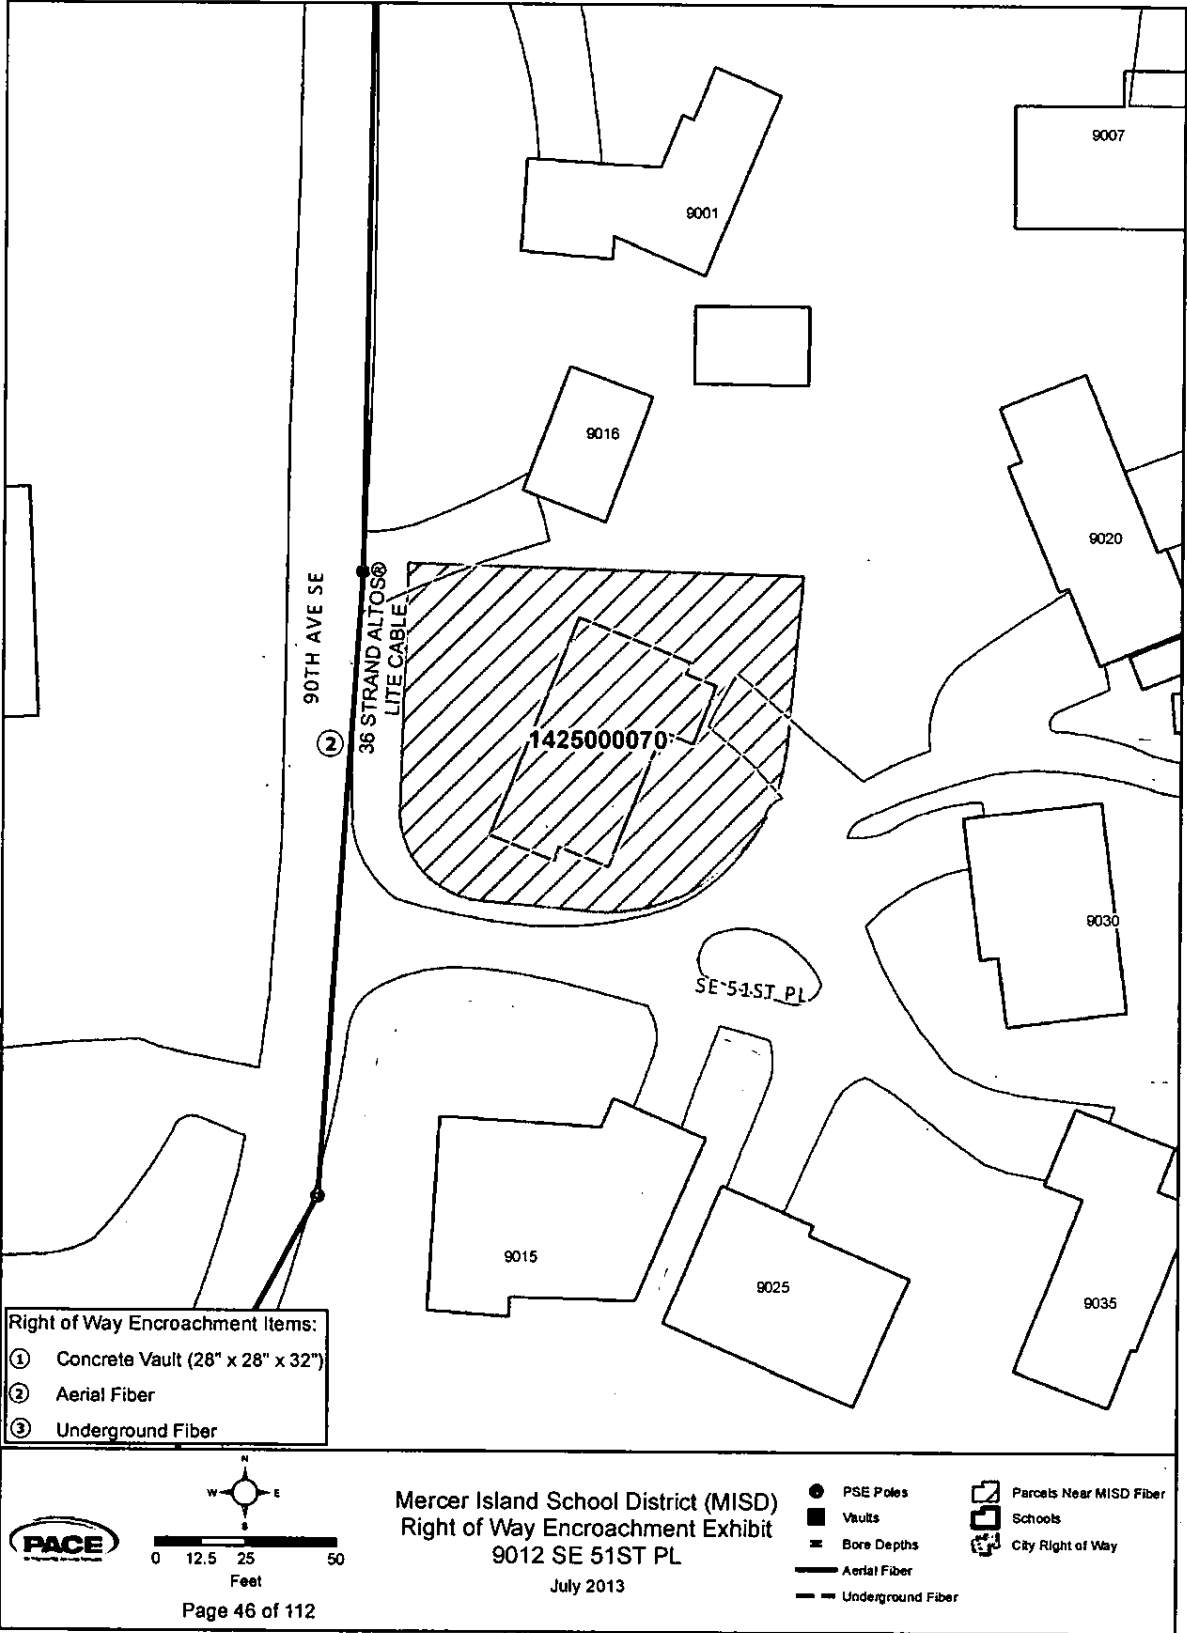 9007
9001
9016
9020
90TH AVE SE
36 STRAND ALTOS®
LITE CABLE
②
1425000070
9030
SE 51ST PL
9015
9025
9035
Right of Way Encroachment Items:
① Concrete Vault (28" x 28" x 32")
② Aerial Fiber
③ Underground Fiber
N
W E
S
PACE
0 12.5 25 50
Feet
Page 46 of 112
Mercer Island School District (MISD)
Right of Way Encroachment Exhibit
9012 SE 51ST PL
July 2013
PSE Poles
Vaults
Bore Depths
Aerial Fiber
Underground Fiber
Parcels Near MISD Fiber
Schools
City Right of Way